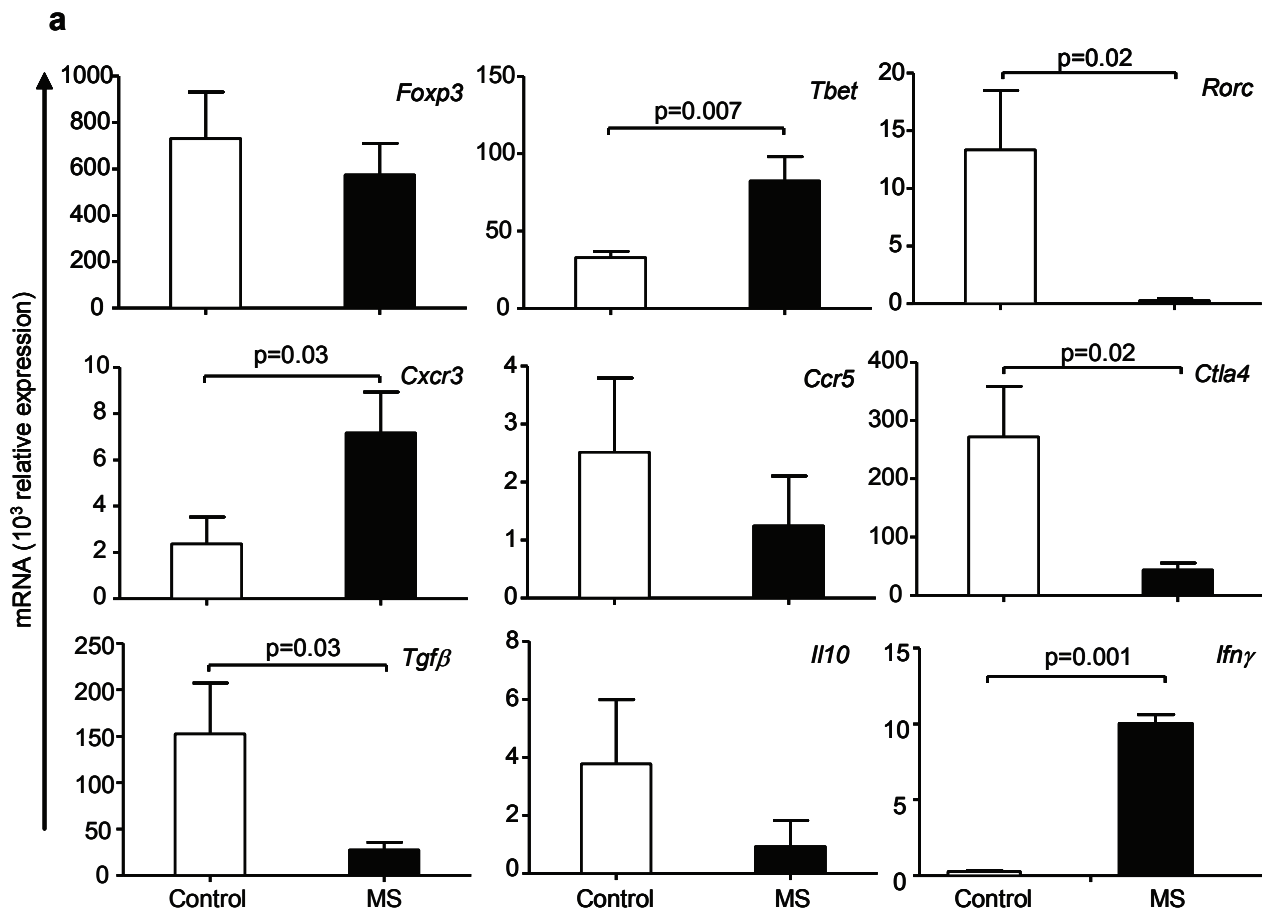 a
mRNA (10³ relative expression)
1000
800
600
400
200
0
Foxp3
150
100
50
0
p=0.007
Tbet
20
15
10
5
0
p=0.02
Rorc
10
8
6
4
2
0
p=0.03
Cxcr3
4
3
2
1
0
Ccr5
400
300
200
100
0
p=0.02
Ctla4
250
200
150
100
50
0
p=0.03
Tgfβ
Control MS
8
6
4
2
0
Il10
Control MS
15
10
5
0
p=0.001
Ifnγ
Control MS